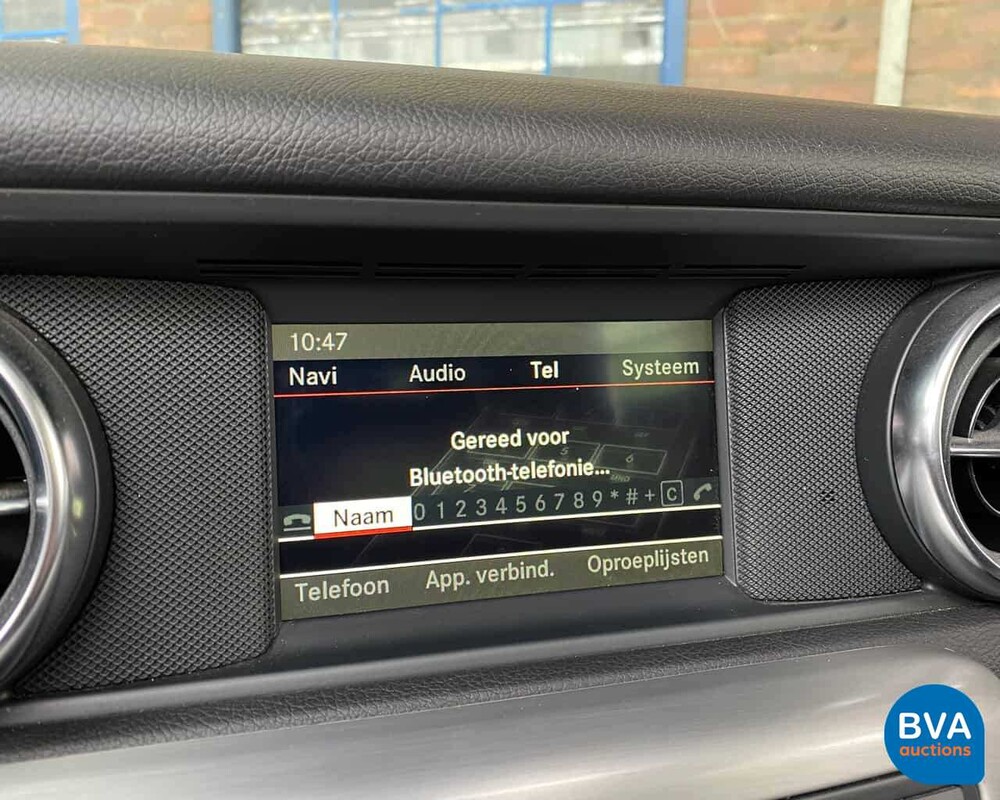 10:47
Navi Audio Tel Systeem
Gereed voor
Bluetooth-telefonie...
Naam 0 1 2 3 4 5 6 7 8 9 * # + C
Telefoon App. verbind. Oproeplijsten
BVA
auctions